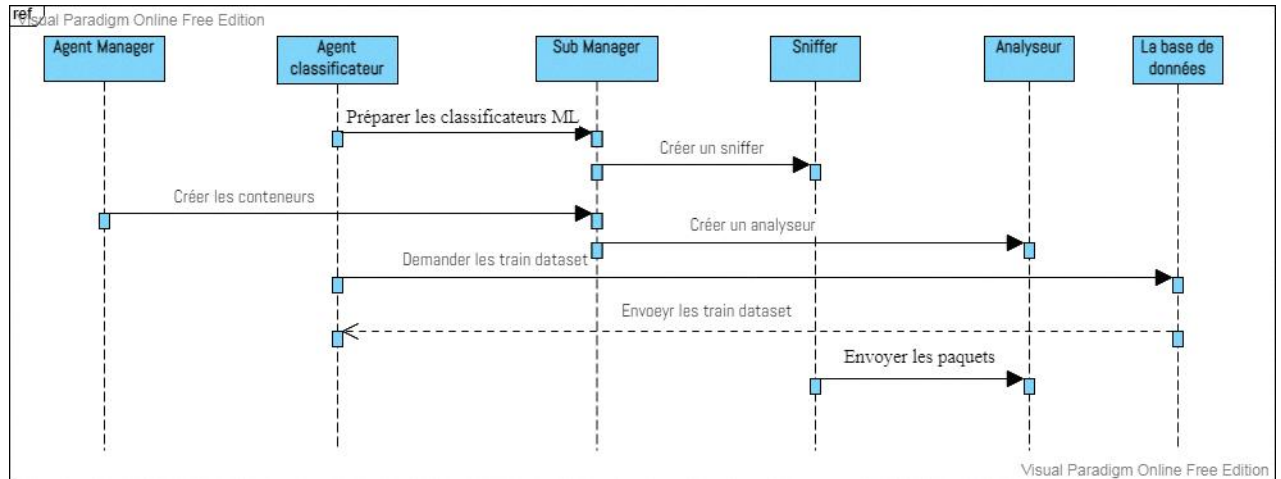 ref
Visual Paradigm Online Free Edition
Agent Manager
Agent
classificateur
Sub Manager
Sniffer
Analyseur
La base de
données
Préparer les classificateurs ML
Créer un sniffer
Créer les conteneurs
Créer un analyseur
Demander les train dataset
Envoeyr les train dataset
Envoyer les paquets
Visual Paradigm Online Free Edition